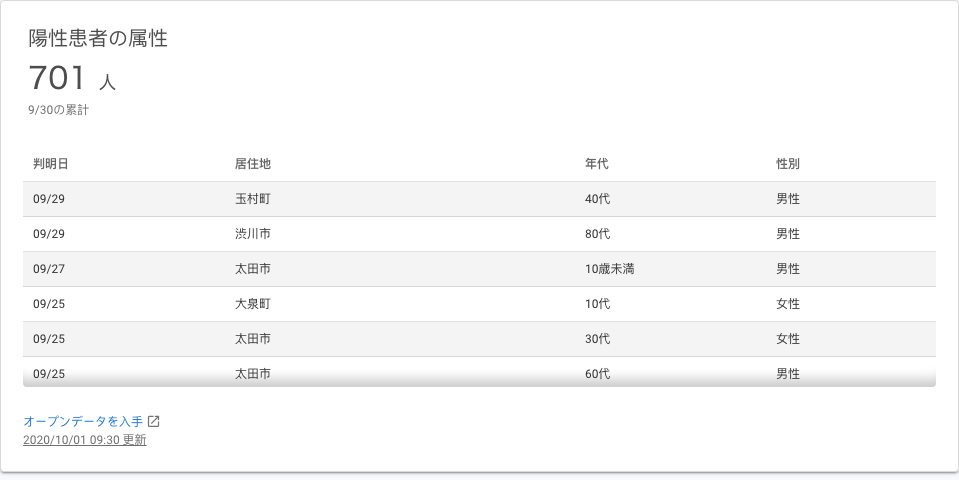 陽性患者の属性
701 人
9/30の累計
判明日 居住地 年代 性別
09/29 玉村町 40代 男性
09/29 渋川市 80代 男性
09/27 太田市 10歳未満 男性
09/25 大泉町 10代 女性
09/25 太田市 30代 女性
09/25 太田市 60代 男性
オープンデータを入手
2020/10/01 09:30 更新